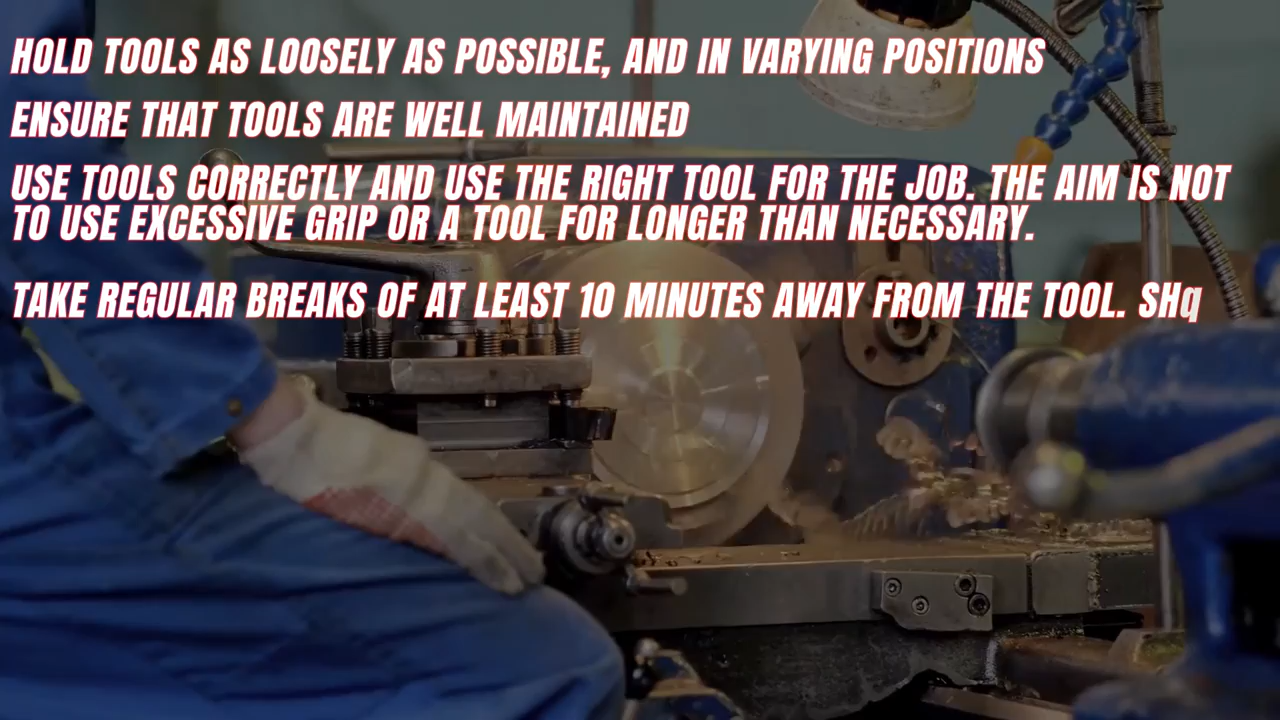 HOLD TOOLS AS LOOSELY AS POSSIBLE, AND IN VARYING POSITIONS
ENSURE THAT TOOLS ARE WELL MAINTAINED
USE TOOLS CORRECTLY AND USE THE RIGHT TOOL FOR THE JOB. THE AIM IS NOT
TO USE EXCESSIVE GRIP OR A TOOL FOR LONGER THAN NECESSARY.
TAKE REGULAR BREAKS OF AT LEAST 10 MINUTES AWAY FROM THE TOOL. SHq